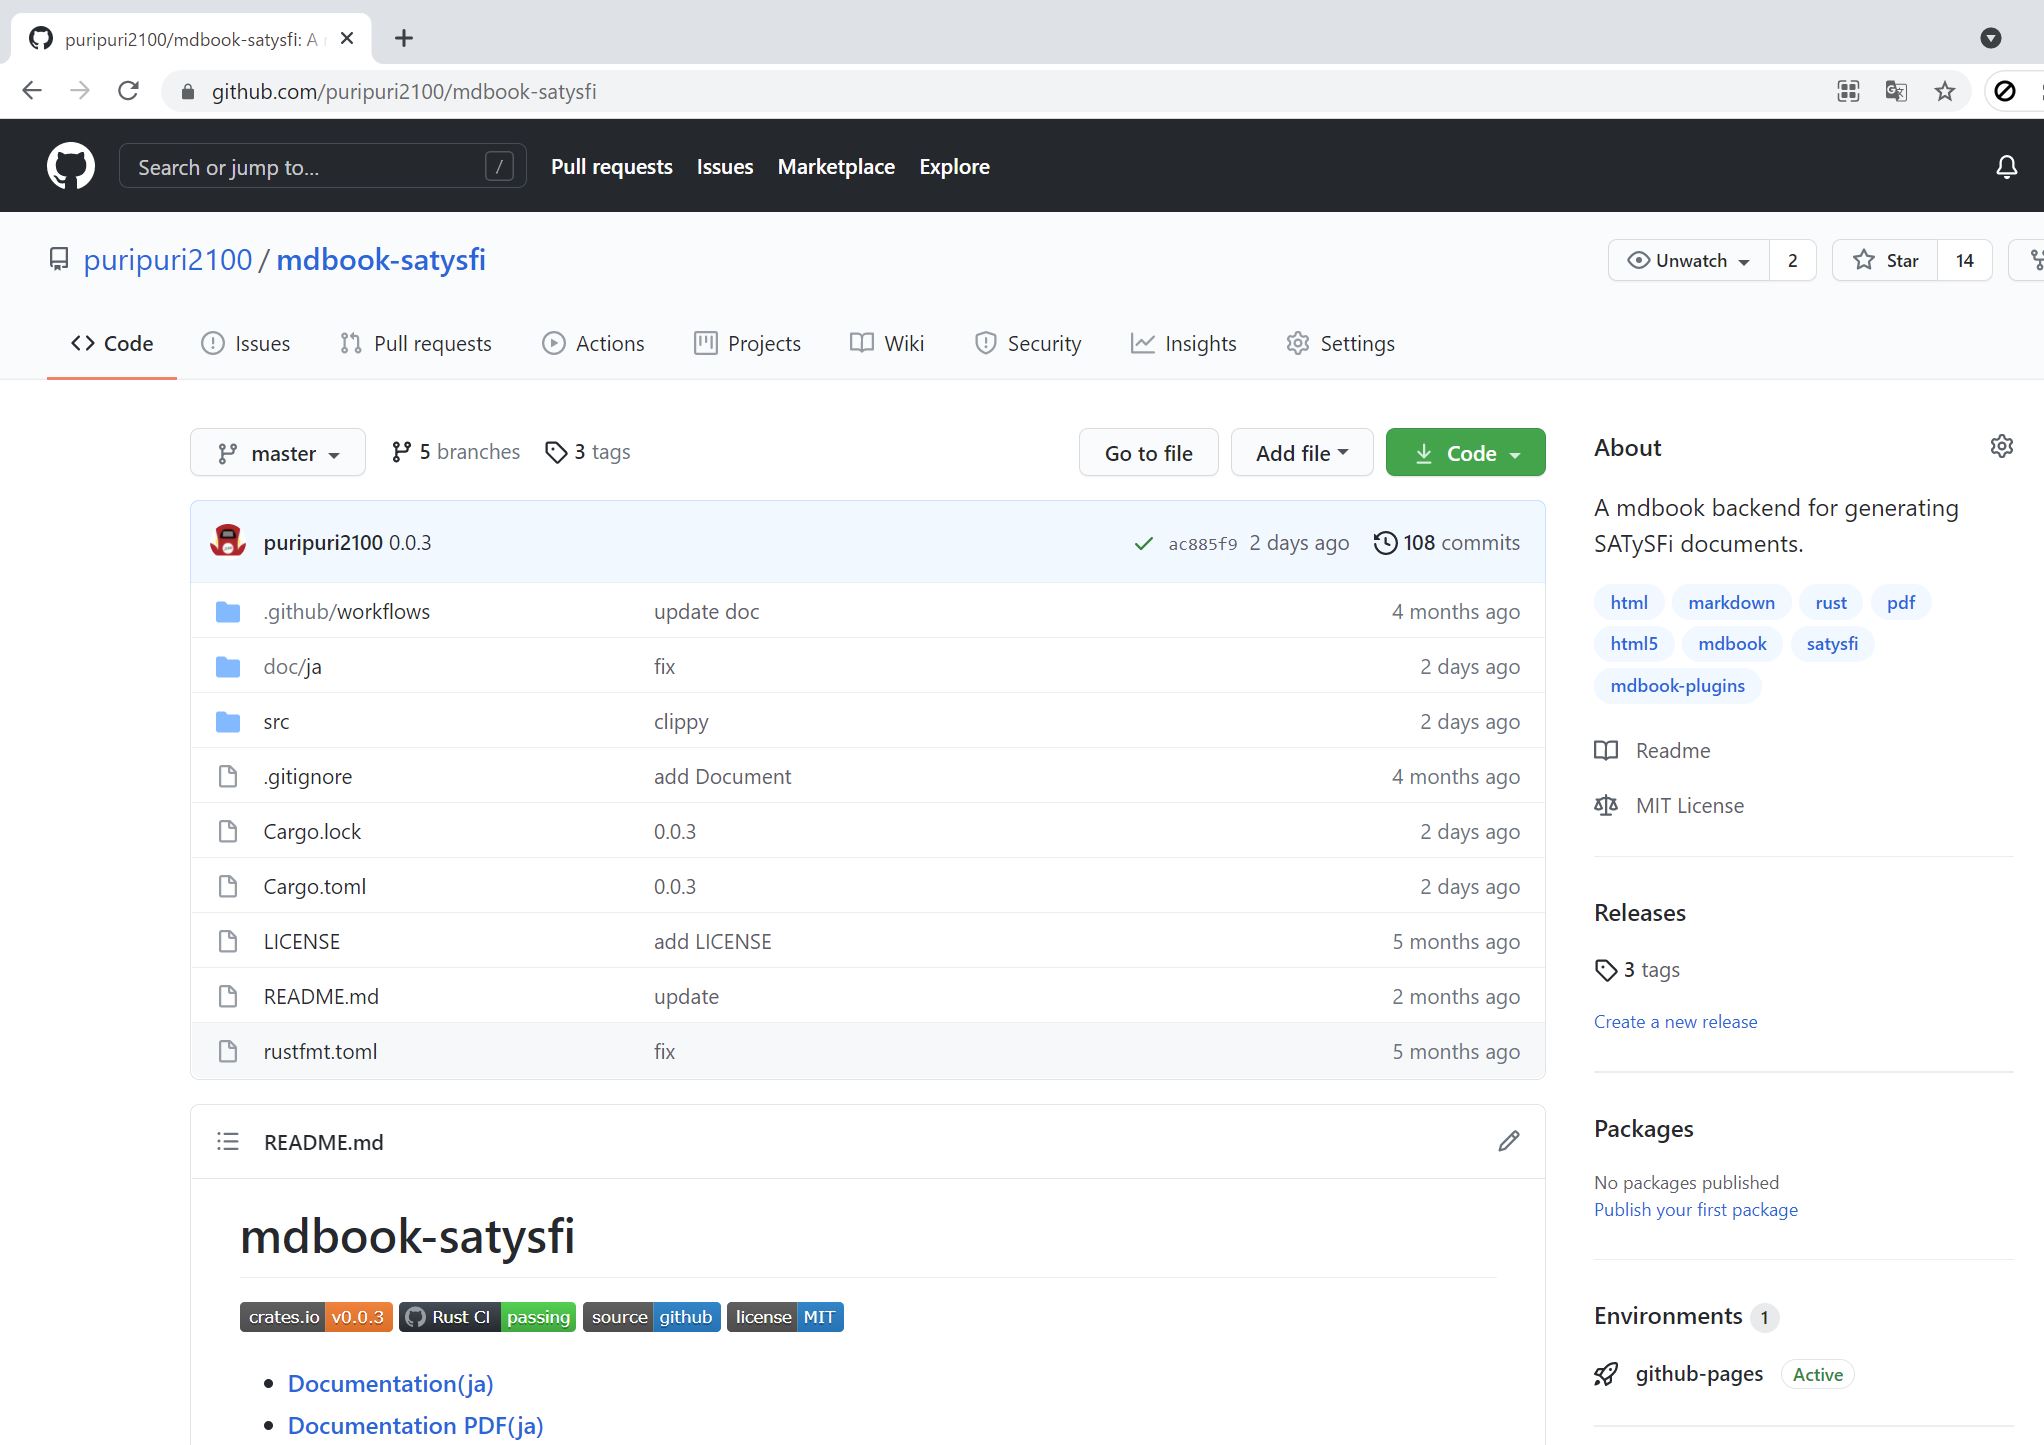 puripuri2100/mdbook-satysfi: A
github.com/puripuri2100/mdbook-satysfi
Search or jump to... /
Pull requests Issues Marketplace Explore
puripuri2100 / mdbook-satysfi
Unwatch 2 Star 14
Code Issues Pull requests Actions Projects Wiki Security Insights Settings
master 5 branches 3 tags
Go to file Add file Code
puripuri2100 0.0.3 ac885f9 2 days ago 108 commits
.github/workflows update doc 4 months ago
doc/ja fix 2 days ago
src clippy 2 days ago
.gitignore add Document 4 months ago
Cargo.lock 0.0.3 2 days ago
Cargo.toml 0.0.3 2 days ago
LICENSE add LICENSE 5 months ago
README.md update 2 months ago
rustfmt.toml fix 5 months ago
README.md
mdbook-satysfi
crates.io v0.0.3 Rust CI passing source github license MIT
Documentation(ja)
Documentation PDF(ja)
About
A mdbook backend for generating
SATySFi documents.
html markdown rust pdf
html5 mdbook satysfi
mdbook-plugins
Readme
MIT License
Releases
3 tags
Create a new release
Packages
No packages published
Publish your first package
Environments 1
github-pages Active